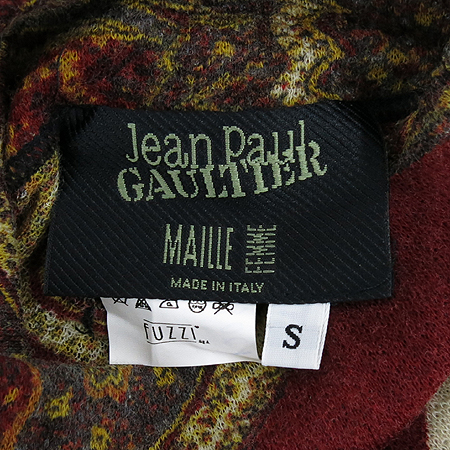 Jean Paul
GAULTIER
MAILLE FEMME
MADE IN ITALY
FUZZI
S